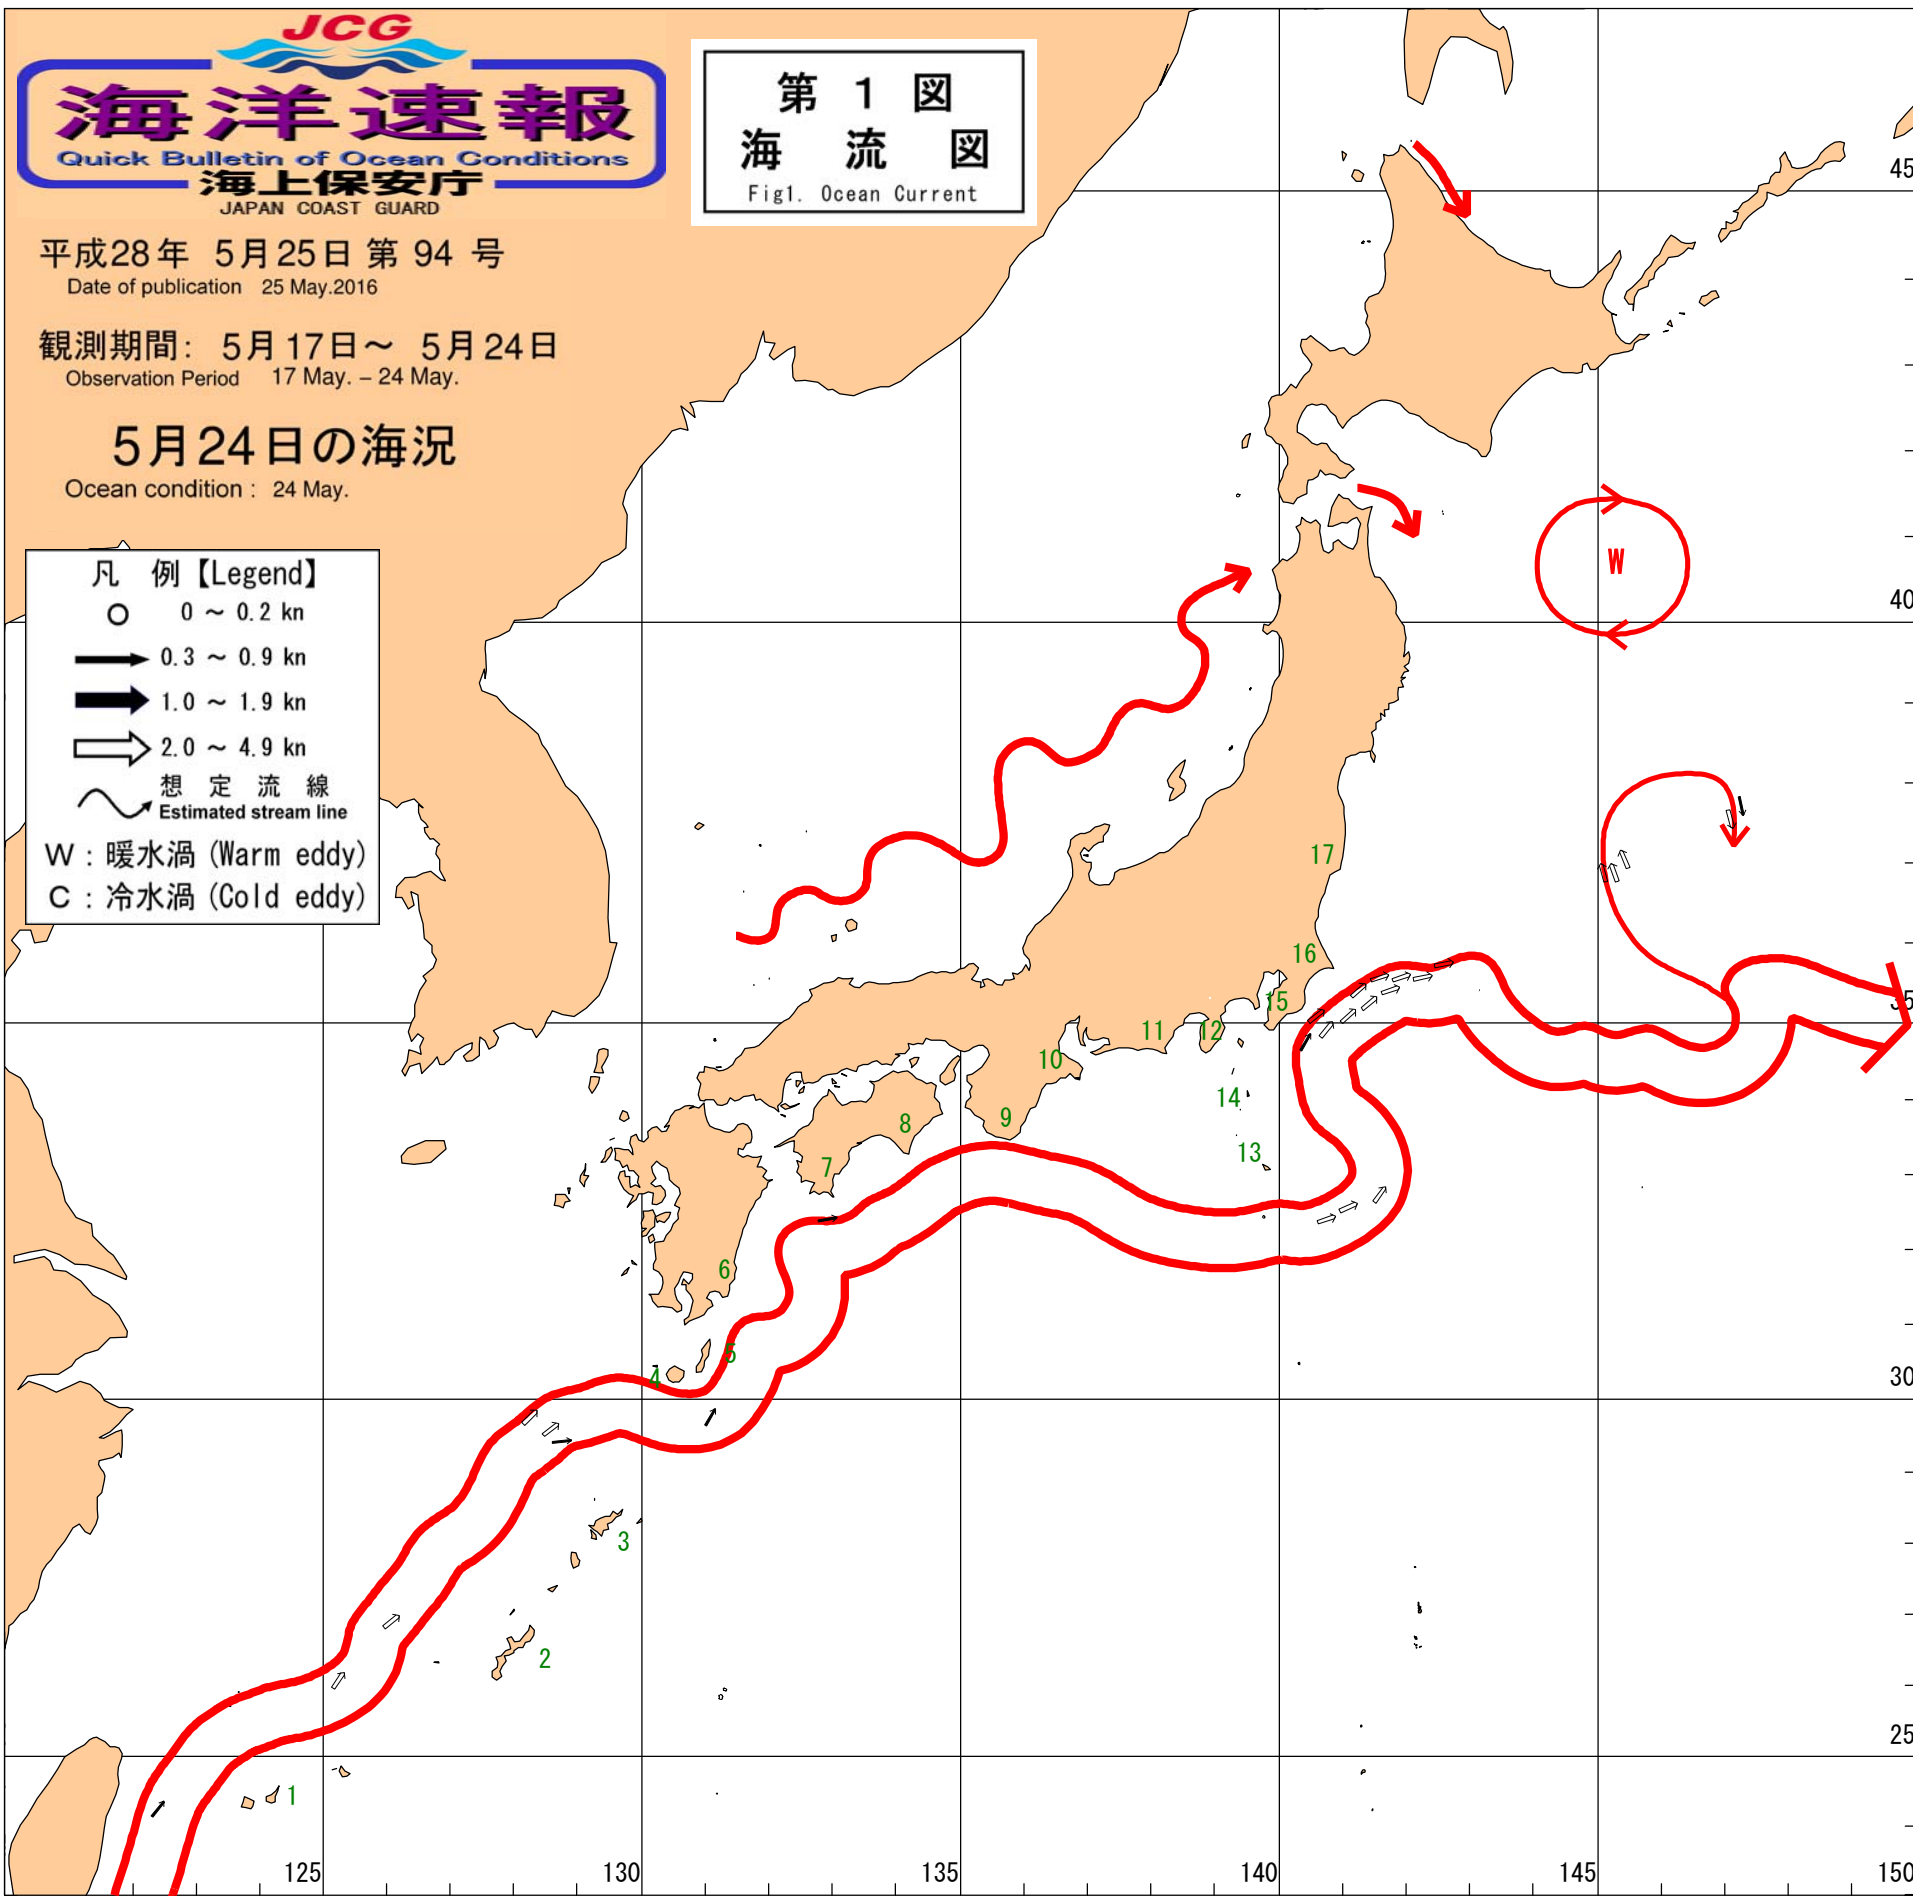 JCG
海洋速報
Quick Bulletin of Ocean Conditions
海上保安庁
JAPAN COAST GUARD
第 1 図
海 流 図
Fig1. Ocean Current
平成28年 5月25日 第 94 号
Date of publication 25 May.2016
観測期間: 5月17日～ 5月24日
Observation Period 17 May. – 24 May.
5月24日の海況
Ocean condition : 24 May.
凡 例【Legend】
0 ～ 0.2 kn
0.3 ～ 0.9 kn
1.0 ～ 1.9 kn
2.0 ～ 4.9 kn
想 定 流 線
Estimated stream line
W : 暖水渦 (Warm eddy)
C : 冷水渦 (Cold eddy)
45
W
40
17
16
15
35
12
11
10
14
9
8
13
7
6
5
4
30
3
2
25
1
125
130
135
140
145
150